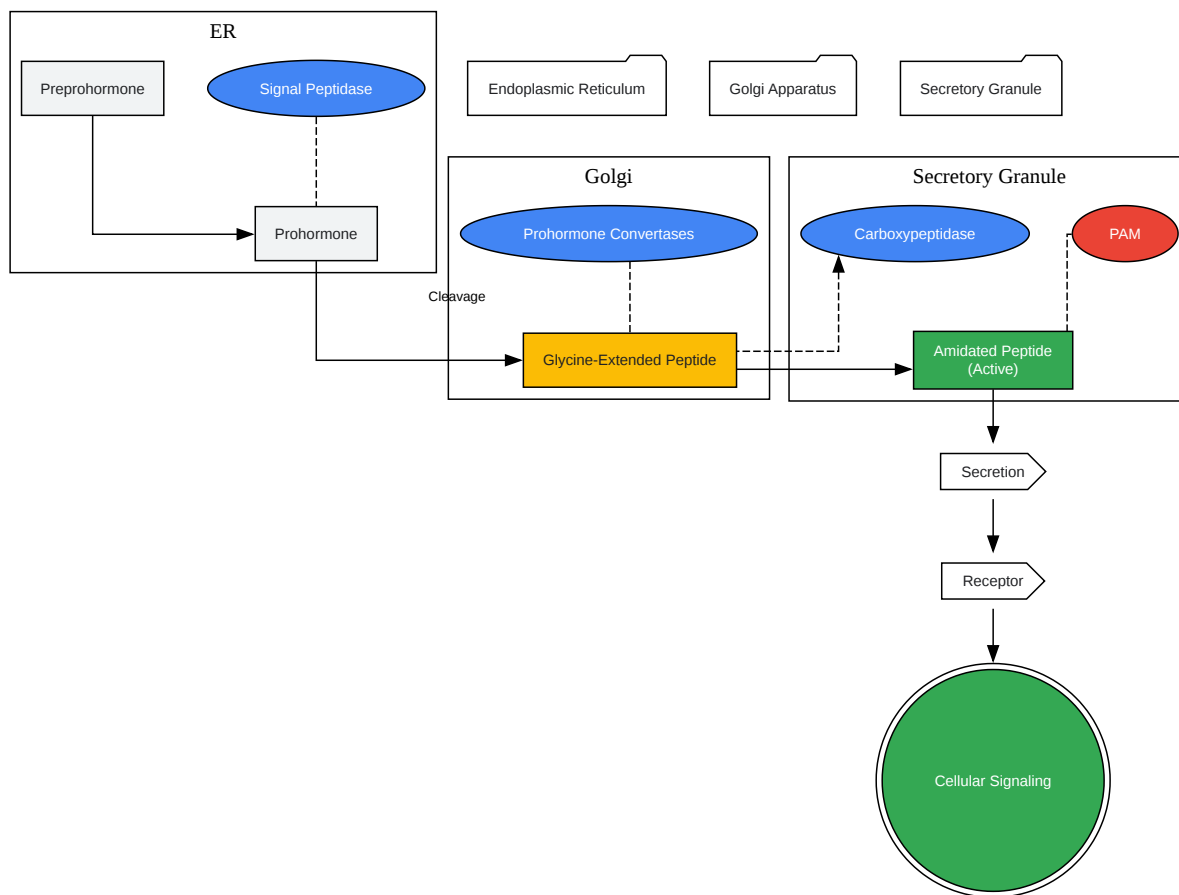 ER
Preprohormone
Signal Peptidase
Endoplasmic Reticulum
Golgi Apparatus
Secretory Granule
Golgi
Secretory Granule
Prohormone
Prohormone Convertases
Carboxypeptidase
PAM
Cleavage
Glycine-Extended Peptide
Amidated Peptide
(Active)
Secretion
Receptor
Cellular Signaling